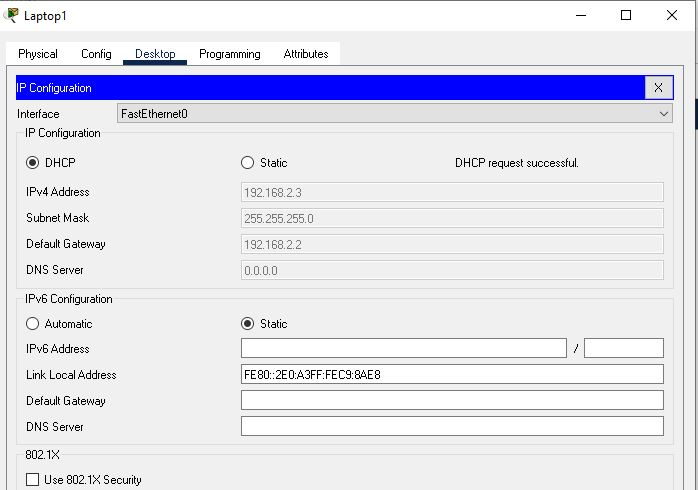 Laptop1
Physical Config Desktop Programming Attributes
IP Configuration X
Interface FastEthernet0
IP Configuration
DHCP Static DHCP request successful.
IPv4 Address 192.168.2.3
Subnet Mask 255.255.255.0
Default Gateway 192.168.2.2
DNS Server 0.0.0.0
IPv6 Configuration
Automatic Static
IPv6 Address /
Link Local Address FE80::2E0:A3FF:FEC9:8AE8
Default Gateway
DNS Server
802.1X
Use 802.1X Security